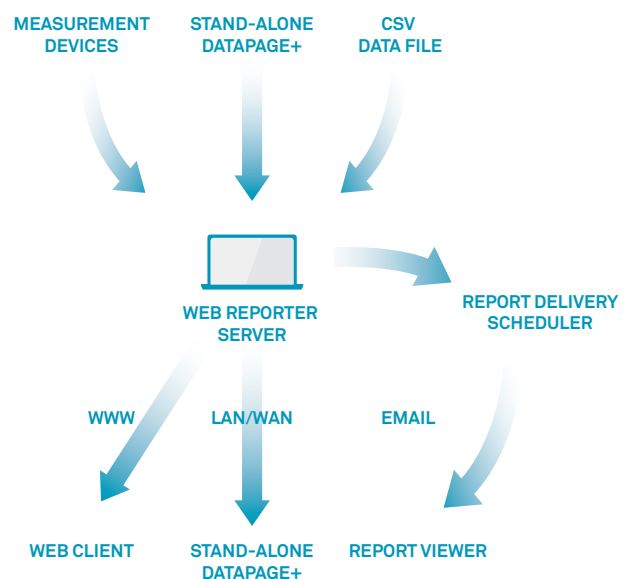 MEASUREMENT
DEVICES
STAND-ALONE
DATAPAGE+
CSV
DATA FILE
WEB REPORTER
SERVER
REPORT DELIVERY
SCHEDULER
WWW
LAN/WAN
EMAIL
WEB CLIENT
STAND-ALONE
DATAPAGE+
REPORT VIEWER